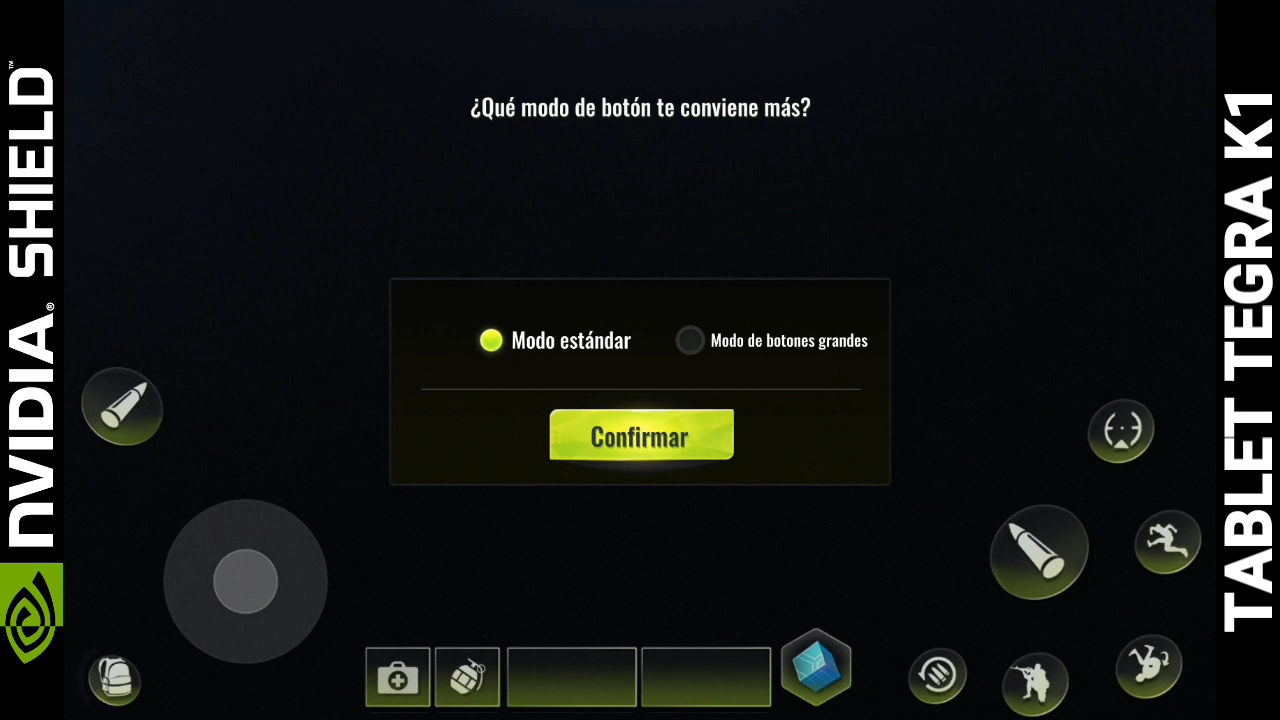 NVIDIA® SHIELD™
¿Qué modo de botón te conviene más?
Modo estándar
Modo de botones grandes
Confirmar
TABLET TEGRA K1